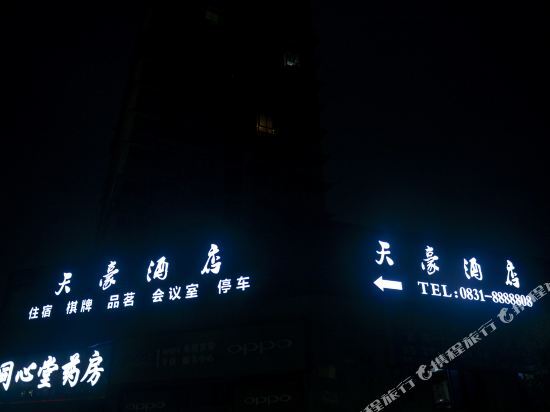 天豪酒店
住宿 棋牌 品茗 会议室 停车
天豪酒店
TEL:0831-8888808
同心堂药房
oppo
oppo
携程旅行
携程旅行